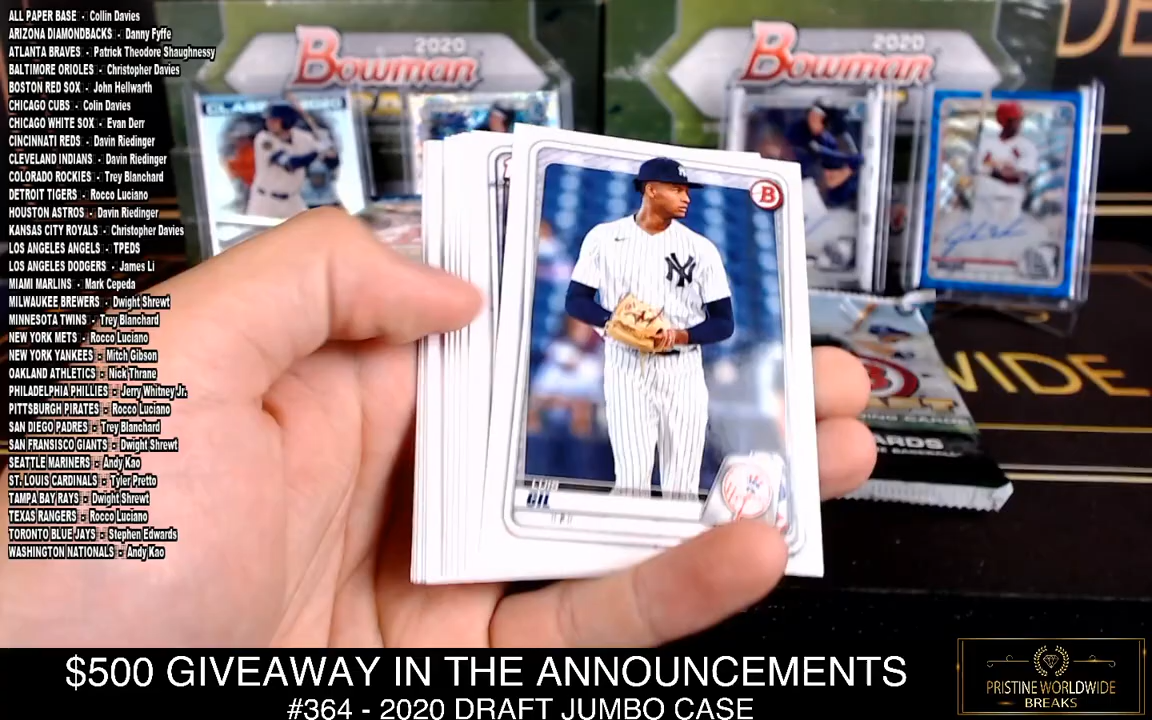 ALL PAPER BASE - Collin Davies
ARIZONA DIAMONDBACKS - Danny Fyffe
ATLANTA BRAVES - Patrick Theodore Shaughnessy
BALTIMORE ORIOLES - Christopher Davies
BOSTON RED SOX - John Hellwarth
CHICAGO CUBS - Colin Davies
CHICAGO WHITE SOX - Evan Derr
CINCINNATI REDS - Davin Riedinger
CLEVELAND INDIANS - Davin Riedinger
COLORADO ROCKIES - Trey Blanchard
DETROIT TIGERS - Rocco Luciano
HOUSTON ASTROS - Davin Riedinger
KANSAS CITY ROYALS - Christopher Davies
LOS ANGELES ANGELS - TPEDS
LOS ANGELES DODGERS - James Li
MIAMI MARLINS - Mark Cepeda
MILWAUKEE BREWERS - Dwight Shrewt
MINNESOTA TWINS - Trey Blanchard
NEW YORK METS - Rocco Luciano
NEW YORK YANKEES - Mitch Gibson
OAKLAND ATHLETICS - Nick Thrane
PHILADELPHIA PHILLIES - Jerry Whitney Jr.
PITTSBURGH PIRATES - Rocco Luciano
SAN DIEGO PADRES - Trey Blanchard
SAN FRANSISCO GIANTS - Dwight Shrewt
SEATTLE MARINERS - Andy Kao
ST. LOUIS CARDINALS - Tyler Pretto
TAMPA BAY RAYS - Dwight Shrewt
TEXAS RANGERS - Rocco Luciano
TORONTO BLUE JAYS - Stephen Edwards
WASHINGTON NATIONALS - Andy Kao
2020
Bowman
2020
Bowman
B
NY
LUIS
GIL
WIDE
CARDS
$500 GIVEAWAY IN THE ANNOUNCEMENTS
#364 - 2020 DRAFT JUMBO CASE
PRISTINE WORLDWIDE
BREAKS